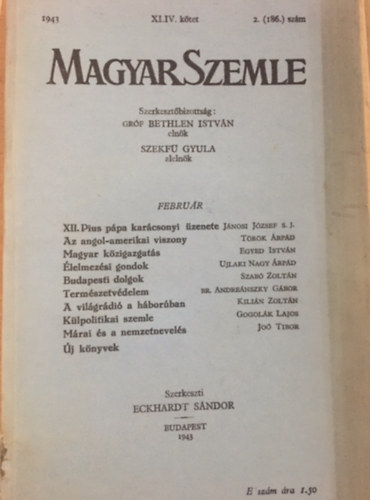 1943 XLIV. kötet 2. (186.) szám
MAGYAR SZEMLE
Szerkesztőbizottság:
GRÓF BETHLEN ISTVÁN
elnök
SZEKFÜ GYULA
alelnök
FEBRUÁR
XII. Pius pápa karácsonyi üzenete JÁNOSI JÓZSEF S. J.
Az angol-amerikai viszony TÖRÖK ÁRPÁD
Magyar közigazgatás EGYED ISTVÁN
Élelmezési gondok UJLAKI NAGY ÁRPÁD
Budapesti dolgok SZABÓ ZOLTÁN
Természetvédelem BR. ANDREÁNSZKY GÁBOR
A világrádió a háborúban KILIÁN ZOLTÁN
Külpolitikai szemle GOGOLÁK LAJOS
Márai és a nemzetnevelés JOÓ TIBOR
Új könyvek
Szerkeszti
ECKHARDT SÁNDOR
BUDAPEST
1943
E szám ára 1.50